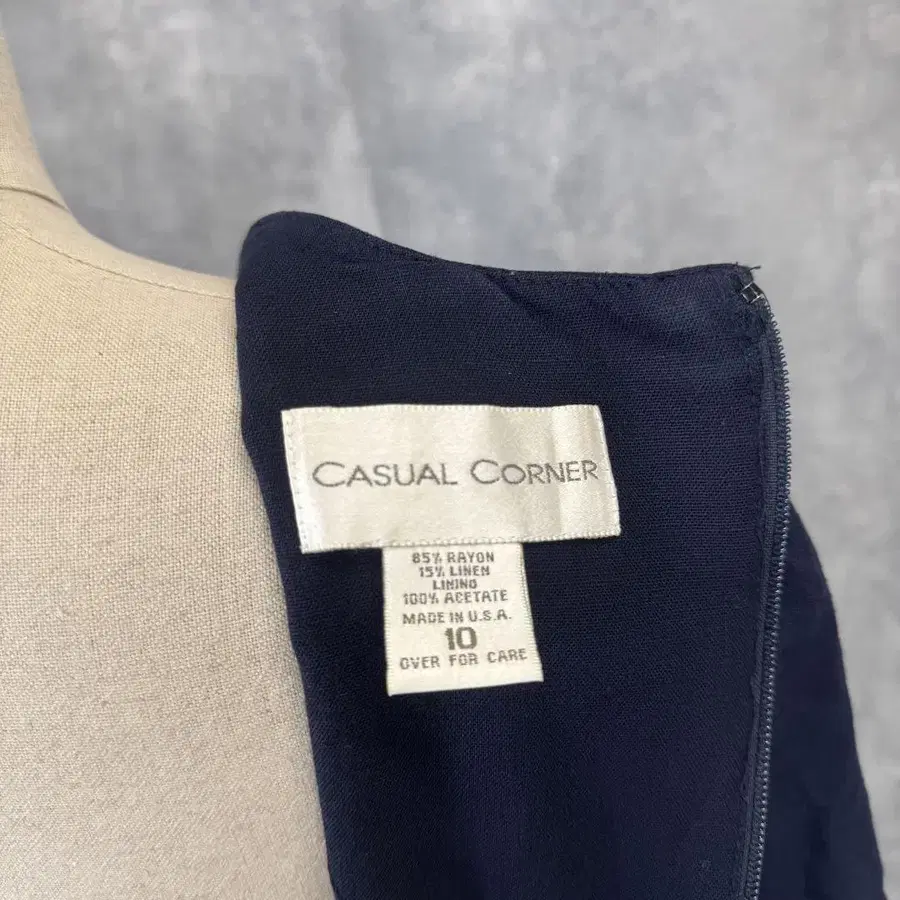 CASUAL CORNER
85% RAYON
15% LINEN
LINING
100% ACETATE
MADE IN U.S.A.
10
OVER FOR CARE